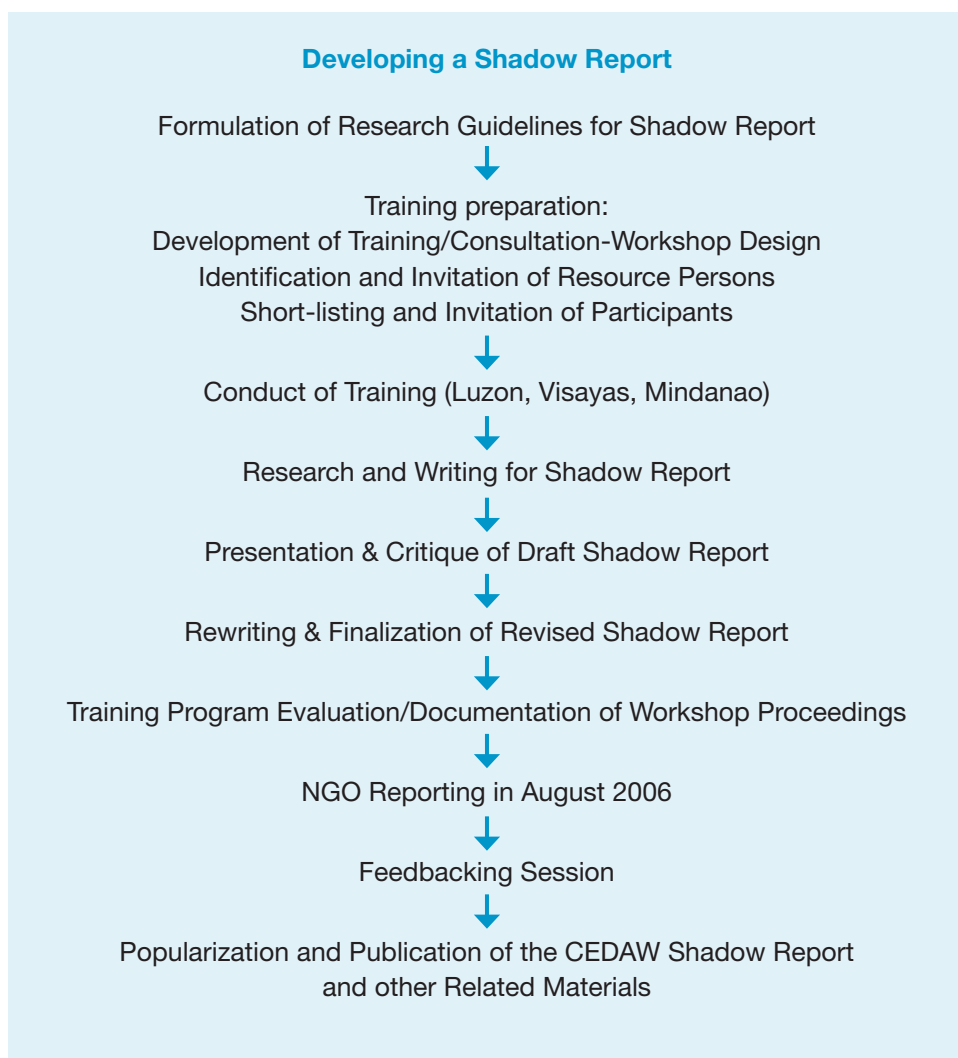 Developing a Shadow Report
Formulation of Research Guidelines for Shadow Report
Training preparation:
Development of Training/Consultation-Workshop Design
Identification and Invitation of Resource Persons
Short-listing and Invitation of Participants
Conduct of Training (Luzon, Visayas, Mindanao)
Research and Writing for Shadow Report
Presentation & Critique of Draft Shadow Report
Rewriting & Finalization of Revised Shadow Report
Training Program Evaluation/Documentation of Workshop Proceedings
NGO Reporting in August 2006
Feedbacking Session
Popularization and Publication of the CEDAW Shadow Report
and other Related Materials